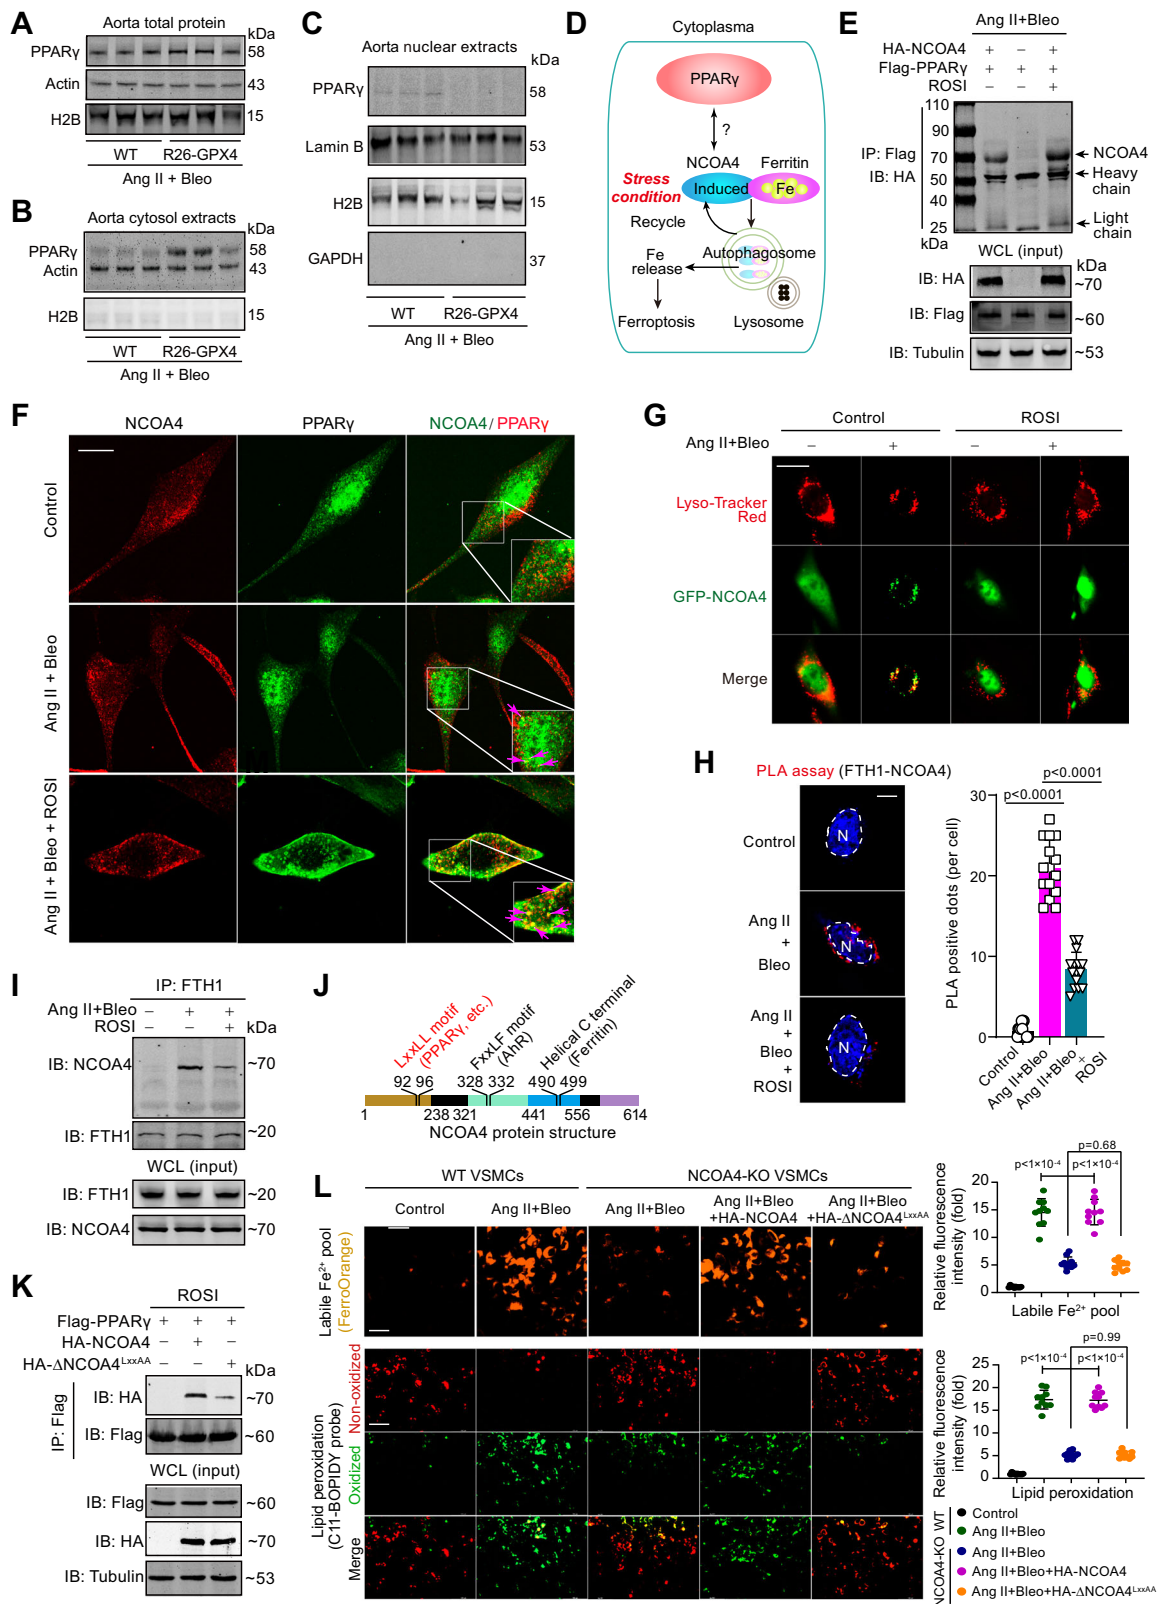 A
Aorta total protein
kDa
PPARγ
58
Actin
43
H2B
15
WT
R26-GPX4
Ang II + Bleo
B
Aorta cytosol extracts
kDa
PPARγ
58
Actin
43
H2B
15
WT
R26-GPX4
Ang II + Bleo
C
Aorta nuclear extracts
kDa
PPARγ
58
Lamin B
53
H2B
15
GAPDH
37
WT
R26-GPX4
Ang II + Bleo
D
Cytoplasma
PPARγ
?
NCOA4
Ferritin
Stress
condition
Induced
Fe
Recycle
Autophagosome
Fe
release
Ferroptosis
Lysosome
E
Ang II+Bleo
HA-NCOA4 + − +
Flag-PPARγ + + +
ROSI − − +
110
90
70
50
40
25
kDa
IP: Flag
IB: HA
NCOA4
Heavy
chain
Light
chain
WCL (input)
kDa
IB: HA
~70
IB: Flag
~60
IB: Tubulin
~53
F
NCOA4
PPARγ
NCOA4/PPARγ
Control
Ang II + Bleo
Ang II + Bleo + ROSI
G
Control
ROSI
Ang II+Bleo − + − +
Lyso-Tracker
Red
GFP-NCOA4
Merge
H
PLA assay (FTH1-NCOA4)
Control
N
Ang II
+
Bleo
N
Ang II
+
Bleo
+
ROSI
N
p<0.0001
p<0.0001
PLA positive dots (per cell)
30
20
10
0
Control
Ang II+Bleo
Ang II+Bleo
+
ROSI
I
IP: FTH1
Ang II+Bleo − + +
ROSI − − +
kDa
IB: NCOA4
~70
IB: FTH1
~20
WCL (input)
IB: FTH1
~20
IB: NCOA4
~70
J
LxxLL motif
(PPARγ, etc.)
FxxLF motif
(AhR)
Helical C terminal
(Ferritin)
92 96
328 332
490 499
1
238
321
441
556
614
NCOA4 protein structure
K
ROSI
Flag-PPARγ + + +
HA-NCOA4 − + −
HA-ΔNCOA4LxxAA − − +
kDa
IP: Flag
IB: HA
~70
IB: Flag
~60
WCL (input)
IB: Flag
~60
IB: HA
~70
IB: Tubulin
~53
L
WT VSMCs
NCOA4-KO VSMCs
Control
Ang II+Bleo
Ang II+Bleo
Ang II+Bleo
+HA-NCOA4
Ang II+Bleo
+HA-ΔNCOA4LxxAA
Labile Fe2+ pool
(FerroOrange)
Lipid peroxidation
(C11-BOPIDY probe)
Non-oxidized
Oxidized
Merge
p=0.68
p<1×10−4
p<1×10−4
Relative fluorescence
intensity (fold)
20
15
10
5
0
Labile Fe2+ pool
p=0.99
p<1×10−4
p<1×10−4
Relative fluorescence
intensity (fold)
25
20
15
10
5
0
Lipid peroxidation
WT
Control
Ang II+Bleo
NCOA4-KO
Ang II+Bleo
Ang II+Bleo+HA-NCOA4
Ang II+Bleo+HA-ΔNCOA4LxxAA